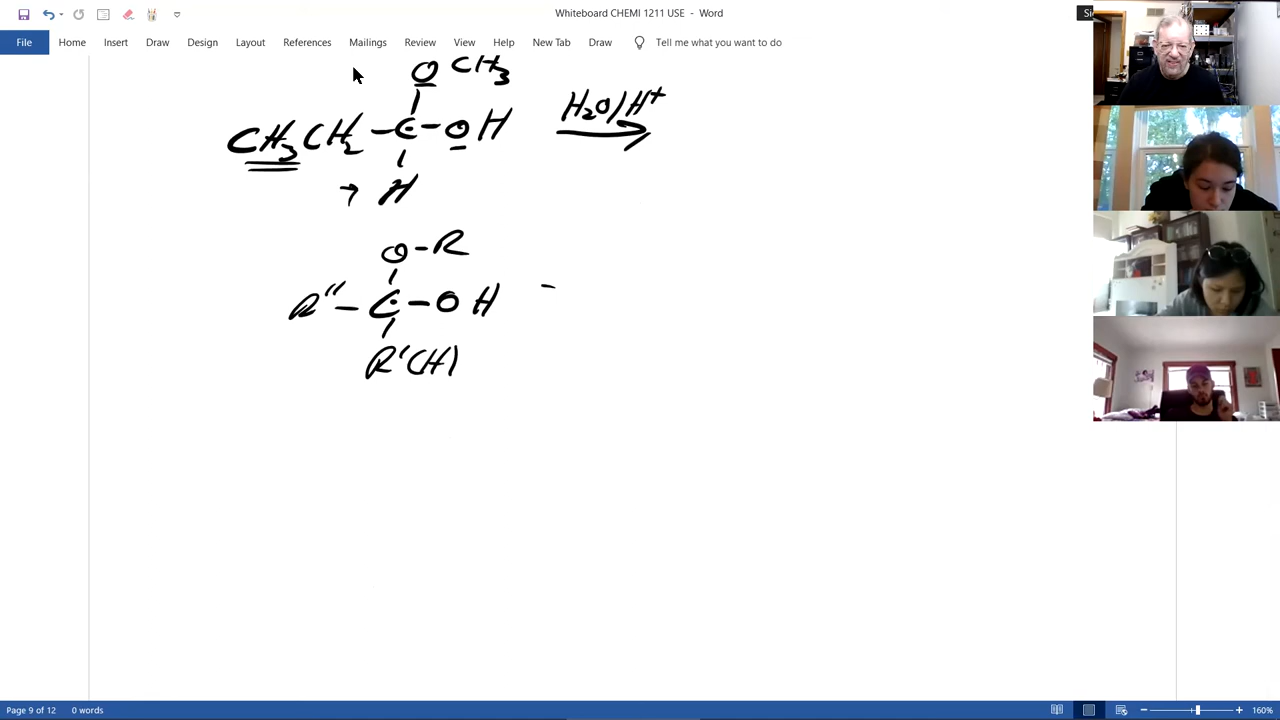 Whiteboard CHEMI 1211 USE - Word
Si
File Home Insert Draw Design Layout References Mailings Review View Help New Tab Draw Tell me what you want to do
O CH3
CH3CH2-C-OH H2O/H+
H
O-R
R"-C-OH -
R'(H)
Page 9 of 12 0 words 160%